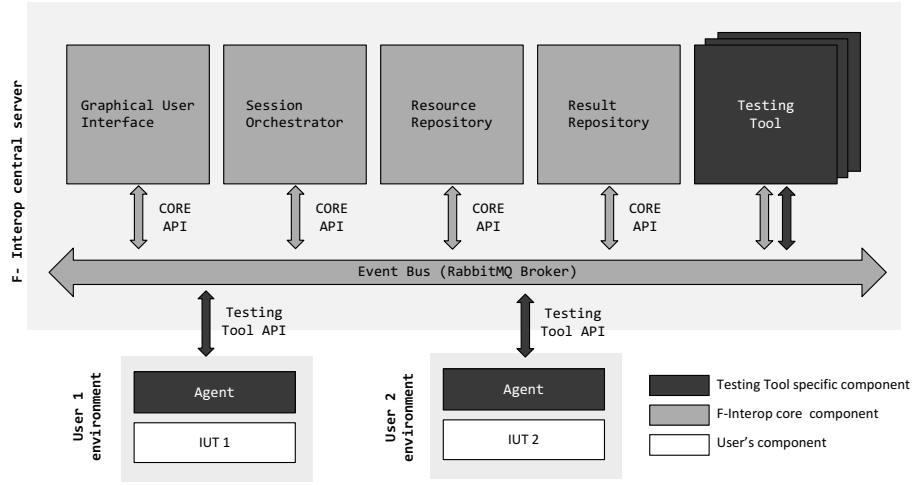 F- Interop central server
Graphical User
Interface
Session
Orchestrator
Resource
Repository
Result
Repository
Testing
Tool
CORE
API
CORE
API
CORE
API
CORE
API
Event Bus (RabbitMQ Broker)
Testing
Tool API
Testing
Tool API
User 1
environment
Agent
IUT 1
User 2
environment
Agent
IUT 2
Testing Tool specific component
F-Interop core component
User's component